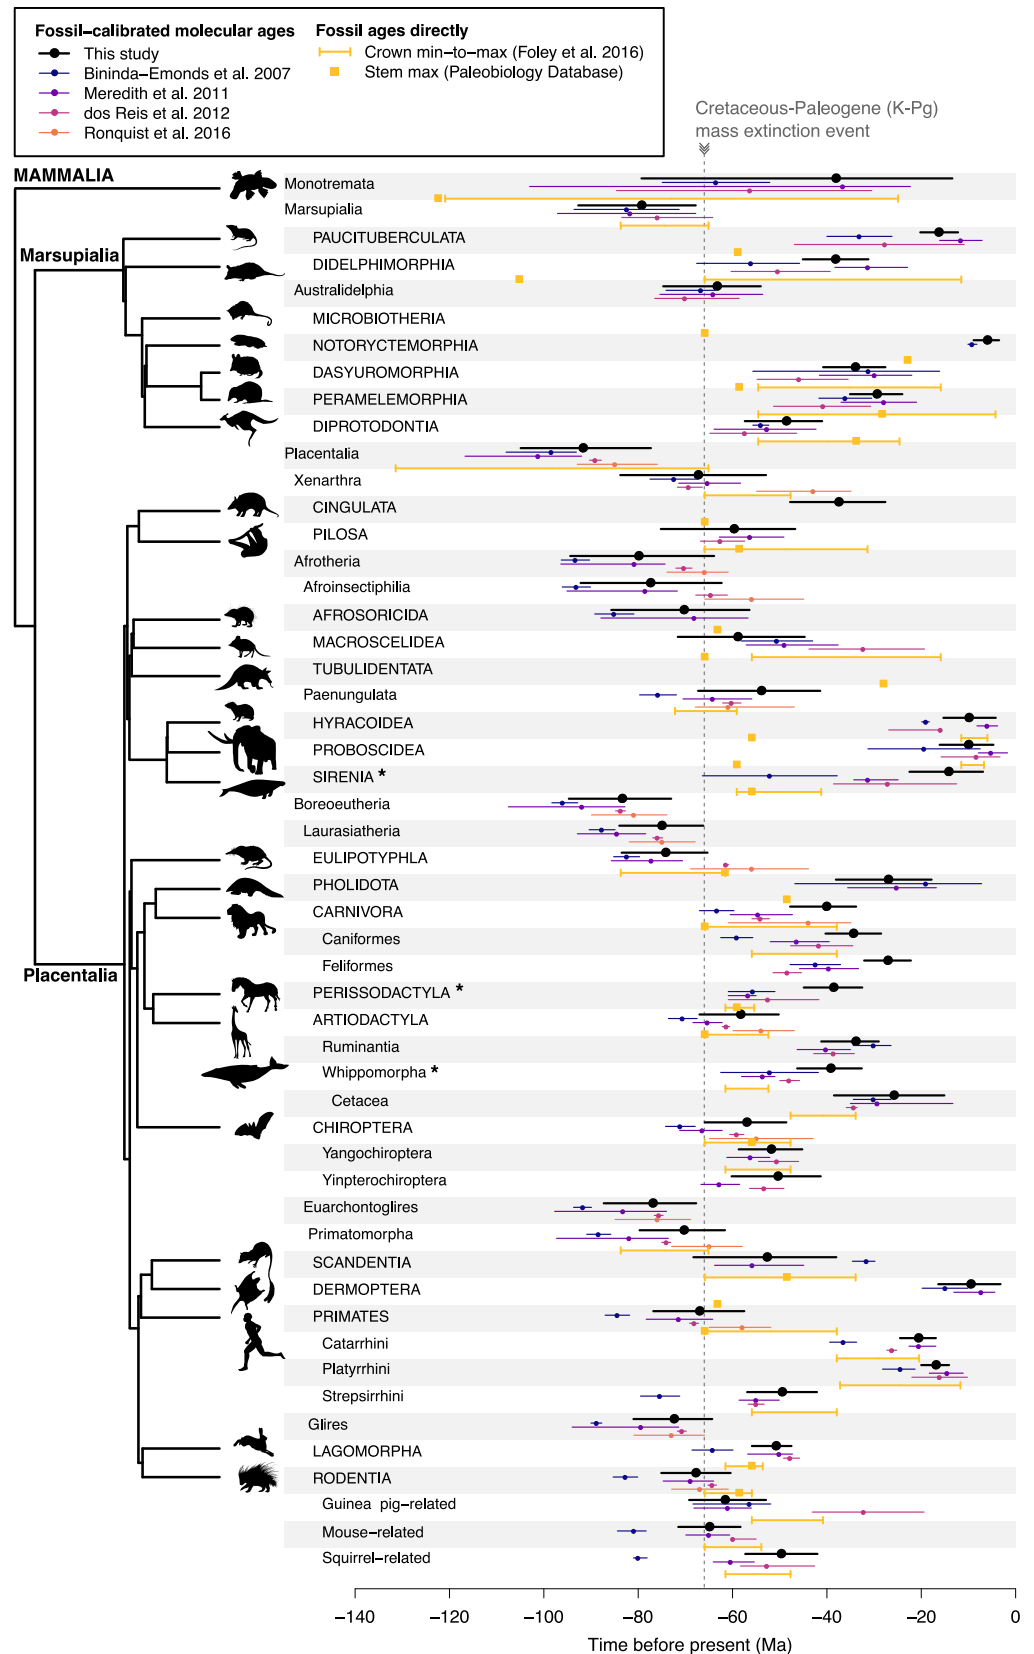 Fossil−calibrated molecular ages
This study
Bininda−Emonds et al. 2007
Meredith et al. 2011
dos Reis et al. 2012
Ronquist et al. 2016
Fossil ages directly
Crown min−to−max (Foley et al. 2016)
Stem max (Paleobiology Database)
Cretaceous-Paleogene (K-Pg)
mass extinction event
MAMMALIA
Marsupialia
Placentalia
Monotremata
Marsupialia
PAUCITUBERCULATA
DIDELPHIMORPHIA
Australidelphia
MICROBIOTHERIA
NOTORYCTEMORPHIA
DASYUROMORPHIA
PERAMELEMORPHIA
DIPROTODONTIA
Placentalia
Xenarthra
CINGULATA
PILOSA
Afrotheria
Afroinsectiphilia
AFROSORICIDA
MACROSCELIDEA
TUBULIDENTATA
Paenungulata
HYRACOIDEA
PROBOSCIDEA
SIRENIA *
Boreoeutheria
Laurasiatheria
EULIPOTYPHLA
PHOLIDOTA
CARNIVORA
Caniformes
Feliformes
PERISSODACTYLA *
ARTIODACTYLA
Ruminantia
Whippomorpha *
Cetacea
CHIROPTERA
Yangochiroptera
Yinpterochiroptera
Euarchontoglires
Primatomorpha
SCANDENTIA
DERMOPTERA
PRIMATES
Catarrhini
Platyrrhini
Strepsirrhini
Glires
LAGOMORPHA
RODENTIA
Guinea pig−related
Mouse−related
Squirrel−related
−140 −120 −100 −80 −60 −40 −20 0
Time before present (Ma)